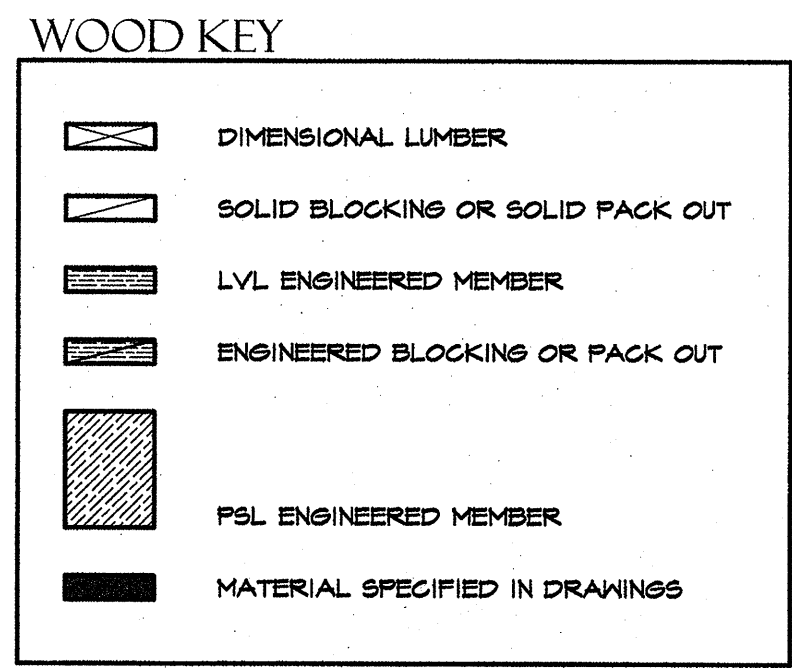 WOOD KEY
DIMENSIONAL LUMBER
SOLID BLOCKING OR SOLID PACK OUT
LVL ENGINEERED MEMBER
ENGINEERED BLOCKING OR PACK OUT
PSL ENGINEERED MEMBER
MATERIAL SPECIFIED IN DRAWINGS